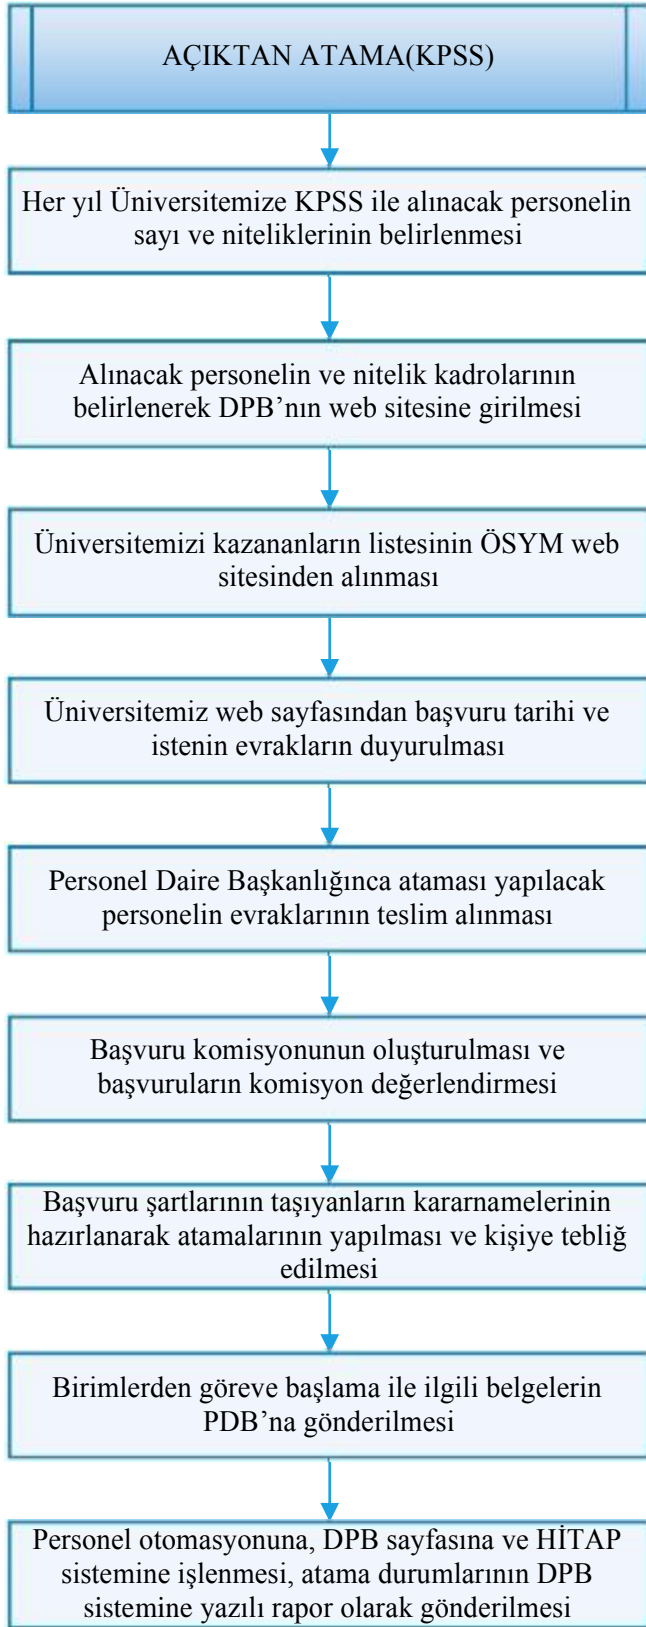 AÇIKTAN ATAMA(KPSS)
Her yıl Üniversitemize KPSS ile alınacak personelin
sayı ve niteliklerinin belirlenmesi
Alınacak personelin ve nitelik kadrolarının
belirlenerek DPB’nın web sitesine girilmesi
Üniversitemizi kazananların listesinin ÖSYM web
sitesinden alınması
Üniversitemiz web sayfasından başvuru tarihi ve
istenin evrakların duyurulması
Personel Daire Başkanlığınca ataması yapılacak
personelin evraklarının teslim alınması
Başvuru komisyonunun oluşturulması ve
başvuruların komisyon değerlendirmesi
Başvuru şartlarının taşıyanların kararnamelerinin
hazırlanarak atamalarının yapılması ve kişiye tebliğ
edilmesi
Birimlerden göreve başlama ile ilgili belgelerin
PDB’na gönderilmesi
Personel otomasyonuna, DPB sayfasına ve HİTAP
sistemine işlenmesi, atama durumlarının DPB
sistemine yazılı rapor olarak gönderilmesi